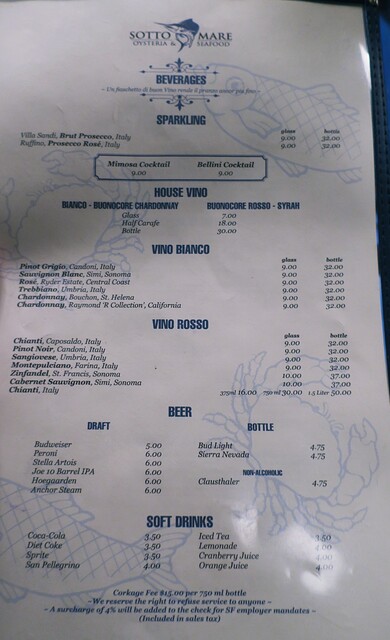 SOTTO MARE
OYSTERIA & SEAFOOD
BEVERAGES
~ Un fiaschetto di buon Vino rende il pranzo assai piu fino ~
SPARKLING
glass bottle
Villa Sandi, Brut Prosecco, Italy 9.00 32.00
Ruffino, Prosecco Rosé, Italy 9.00 32.00
Mimosa Cocktail Bellini Cocktail
9.00 9.00
HOUSE VINO
BIANCO - BUONOCORE CHARDONNAY BUONOCORE ROSSO - SYRAH
Glass 7.00
Half Carafe 18.00
Bottle 30.00
VINO BIANCO
glass bottle
Pinot Grigio, Candoni, Italy 9.00 32.00
Sauvignon Blanc, Simi, Sonoma 9.00 32.00
Rosé, Ryder Estate, Central Coast 9.00 32.00
Trebbiano, Umbria, Italy 9.00 32.00
Chardonnay, Bouchon, St. Helena 9.00 32.00
Chardonnay, Raymond 'R Collection', California 9.00 32.00
VINO ROSSO
glass bottle
Chianti, Caposaldo, Italy 9.00 32.00
Pinot Noir, Candoni, Italy 9.00 32.00
Sangiovese, Umbria, Italy 9.00 32.00
Montepulciano, Farina, Italy 9.00 32.00
Zinfandel, St. Francis, Sonoma 10.00 37.00
Cabernet Sauvignon, Simi, Sonoma 10.00 37.00
Chianti, Italy 375ml 16.00 750 ml 30.00 1.5 Liter 50.00
BEER
DRAFT BOTTLE
Budweiser 5.00 Bud Light 4.75
Peroni 6.00 Sierra Nevada 4.75
Stella Artois 6.00
Joe 10 Barrel IPA 6.00 NON-ALCOHOLIC
Hoegaarden 6.00 Clausthaler 4.75
Anchor Steam 6.00
SOFT DRINKS
Coca-Cola 3.50 Iced Tea 3.50
Diet Coke 3.50 Lemonade 4.00
Sprite 3.50 Cranberry Juice 4.00
San Pellegrino 4.00 Orange Juice 4.00
Corkage Fee $15.00 per 750 ml bottle
~We reserve the right to refuse service to anyone ~
~ A surcharge of 4% will be added to the check for SF employer mandates ~
(Included in sales tax)